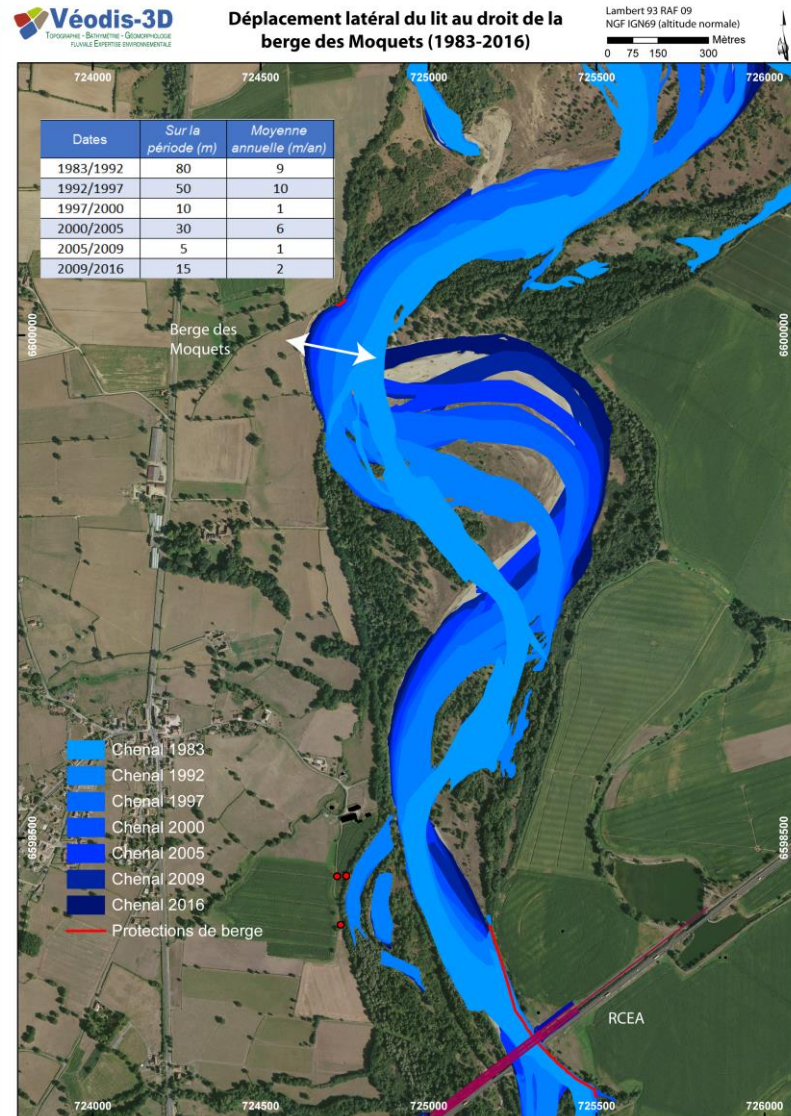 Véodis-3D
TOPOGRAPHIE - BATHYMÉTRIE - GÉOMORPHOLOGIE
FLUVIALE EXPERTISE ENVIRONNEMENTALE
Déplacement latéral du lit au droit de la
berge des Moquets (1983-2016)
Lambert 93 RAF 09
NGF IGN69 (altitude normale)
Mètres
0 75 150 300
724000 724500 725000 725500 726000
Dates Sur la période (m) Moyenne annuelle (m/an)
1983/1992 80 9
1992/1997 50 10
1997/2000 10 1
2000/2005 30 6
2005/2009 5 1
2009/2016 15 2
6600000 6600000
Berge des
Moquets
Chenal 1983
Chenal 1992
Chenal 1997
Chenal 2000
Chenal 2005
Chenal 2009
Chenal 2016
Protections de berge
6598500 6598500
RCEA
724000 724500 725000 725500 726000